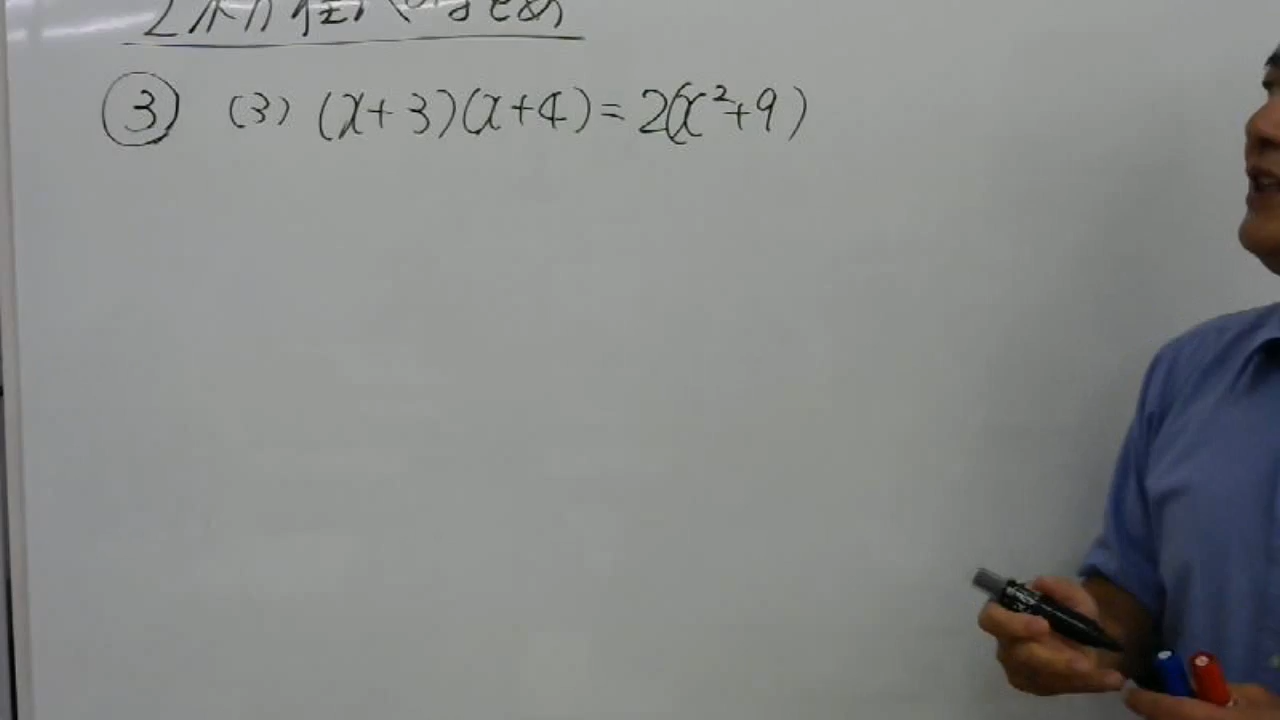 ③ (3) (x+3)(x+4)=2(x²+9)